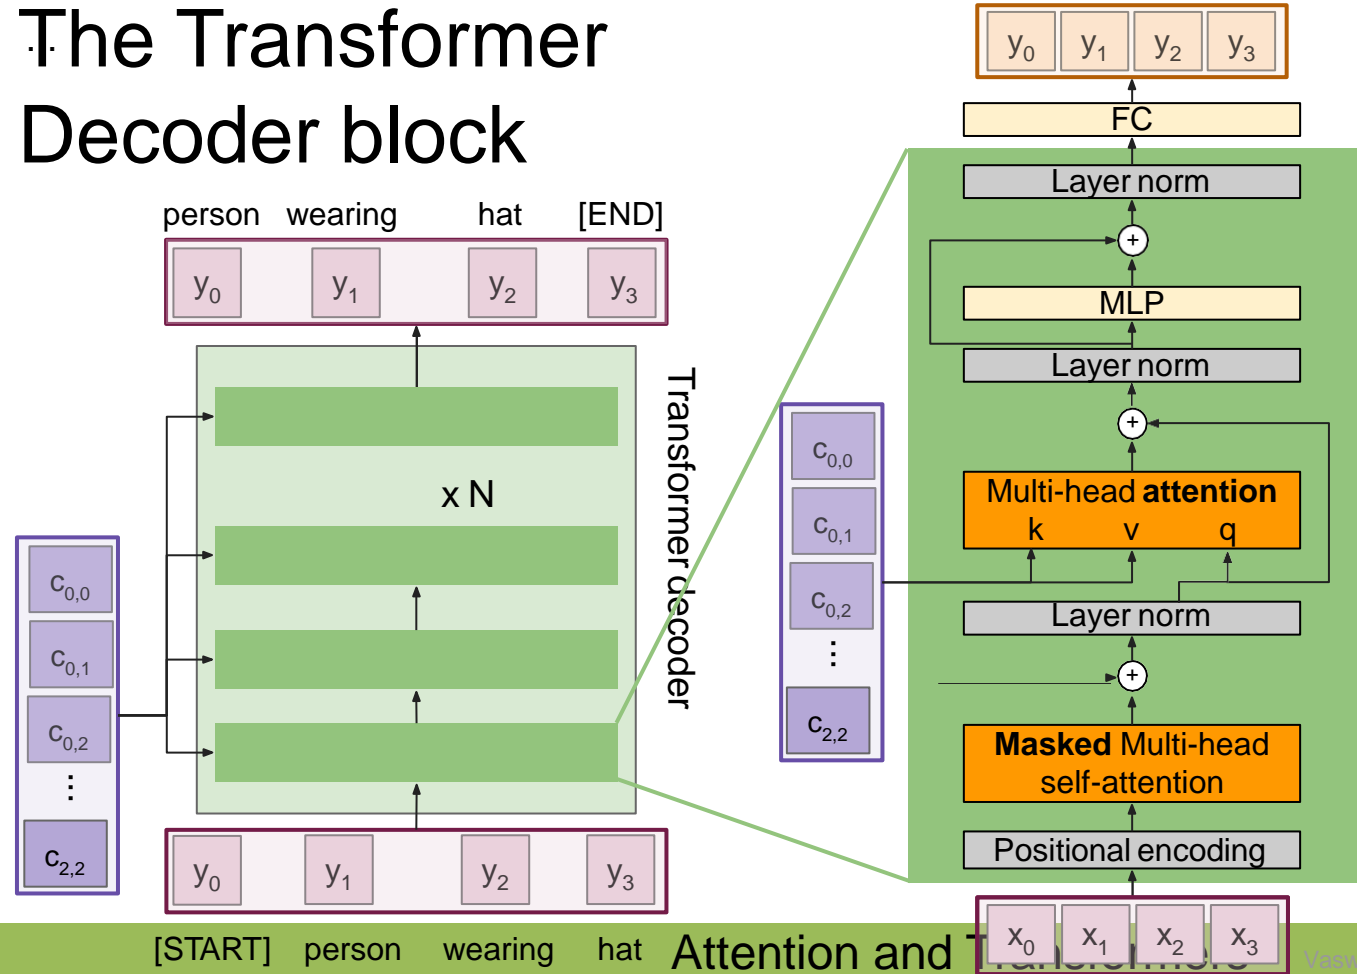 The Transformer
...
Decoder block
person wearing hat [END]
y0 y1 y2 y3
x N
Transformer decoder
c0,0
c0,1
c0,2
⋮
c2,2
y0 y1 y2 y3
[START] person wearing hat
y0 y1 y2 y3
FC
Layer norm
+
MLP
Layer norm
+
Multi-head attention
k v q
c0,0
c0,1
c0,2
⋮
c2,2
Layer norm
+
Masked Multi-head
self-attention
Positional encoding
x0 x1 x2 x3
Attention and Transformers